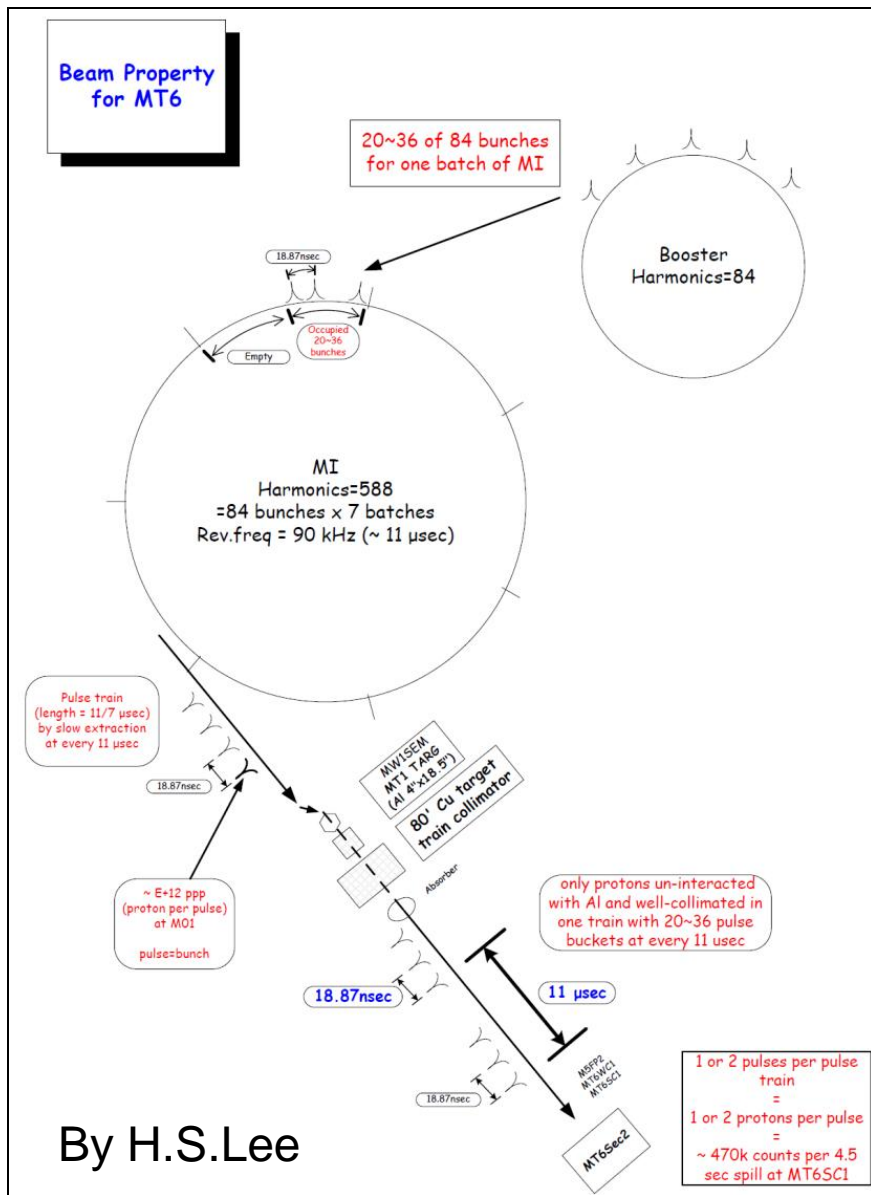 Beam Property
for MT6
20~36 of 84 bunches
for one batch of MI
Booster
Harmonics=84
18.87nsec
Occupied
20~36
bunches
Empty
MI
Harmonics=588
=84 bunches x 7 batches
Rev.freq = 90 kHz (~ 11 µsec)
Pulse train
(length = 11/7 µsec)
by slow extraction
at every 11 µsec
18.87nsec
MW1SEM
MT1 TARG
(Al 4"x18.5")
80' Cu target
train collimator
Absorber
~ E+12 ppp
(proton per pulse)
at M01
pulse=bunch
only protons un-interacted
with Al and well-collimated in
one train with 20~36 pulse
buckets at every 11 usec
18.87nsec
11 µsec
M5FP2
MT6WC1
MT6SC1
18.87nsec
MT6Sec2
1 or 2 pulses per pulse
train
=
1 or 2 protons per pulse
=
~ 470k counts per 4.5
sec spill at MT6SC1
By H.S.Lee